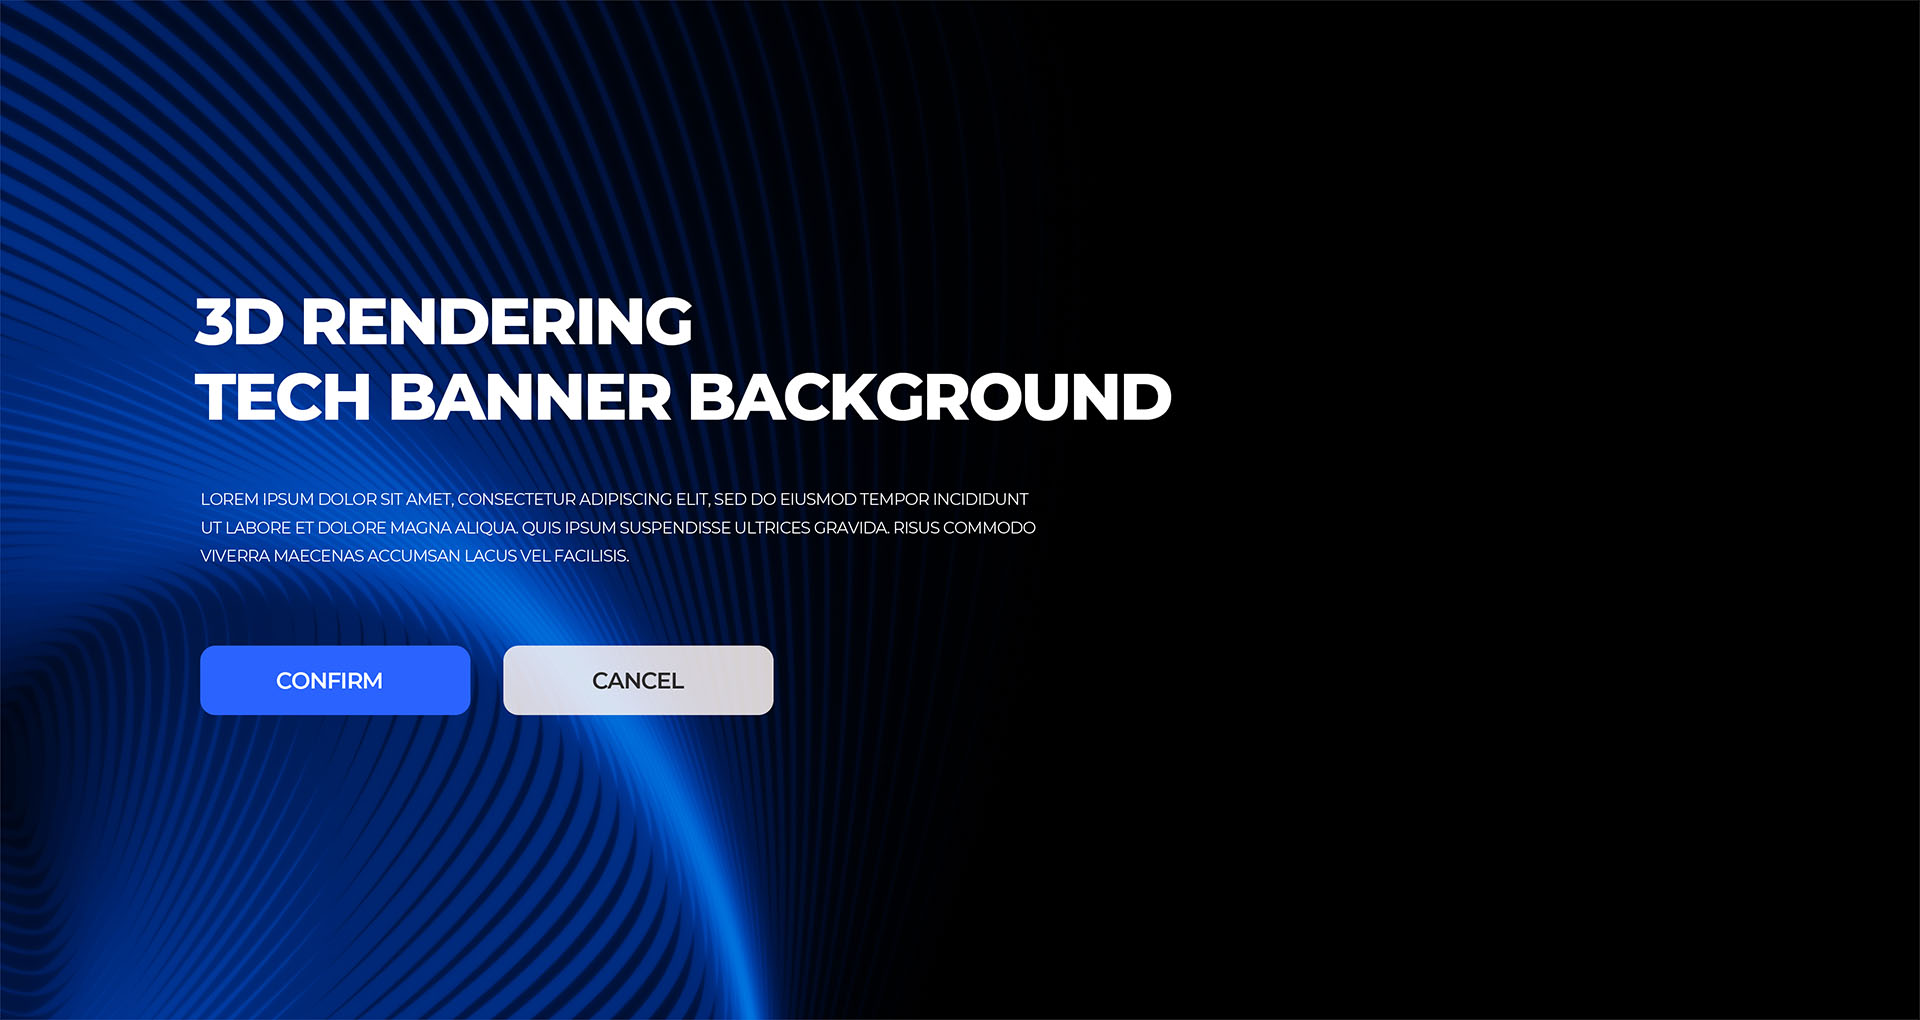 3D RENDERING
TECH BANNER BACKGROUND
LOREM IPSUM DOLOR SIT AMET, CONSECTETUR ADIPISCING ELIT, SED DO EIUSMOD TEMPOR INCIDIDUNT
UT LABORE ET DOLORE MAGNA ALIQUA. QUIS IPSUM SUSPENDISSE ULTRICES GRAVIDA. RISUS COMMODO
VIVERRA MAECENAS ACCUMSAN LACUS VEL FACILISIS.
CONFIRM CANCEL